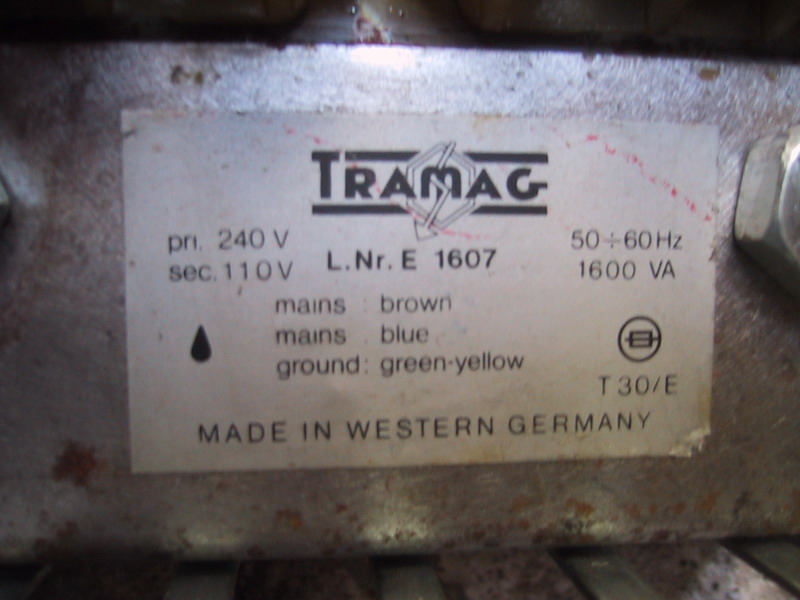 TRAMAG
pri. 240 V
sec. 110 V
L.Nr. E 1607
50÷60Hz
1600 VA
mains : brown
mains : blue
ground : green-yellow
T 30/E
MADE IN WESTERN GERMANY